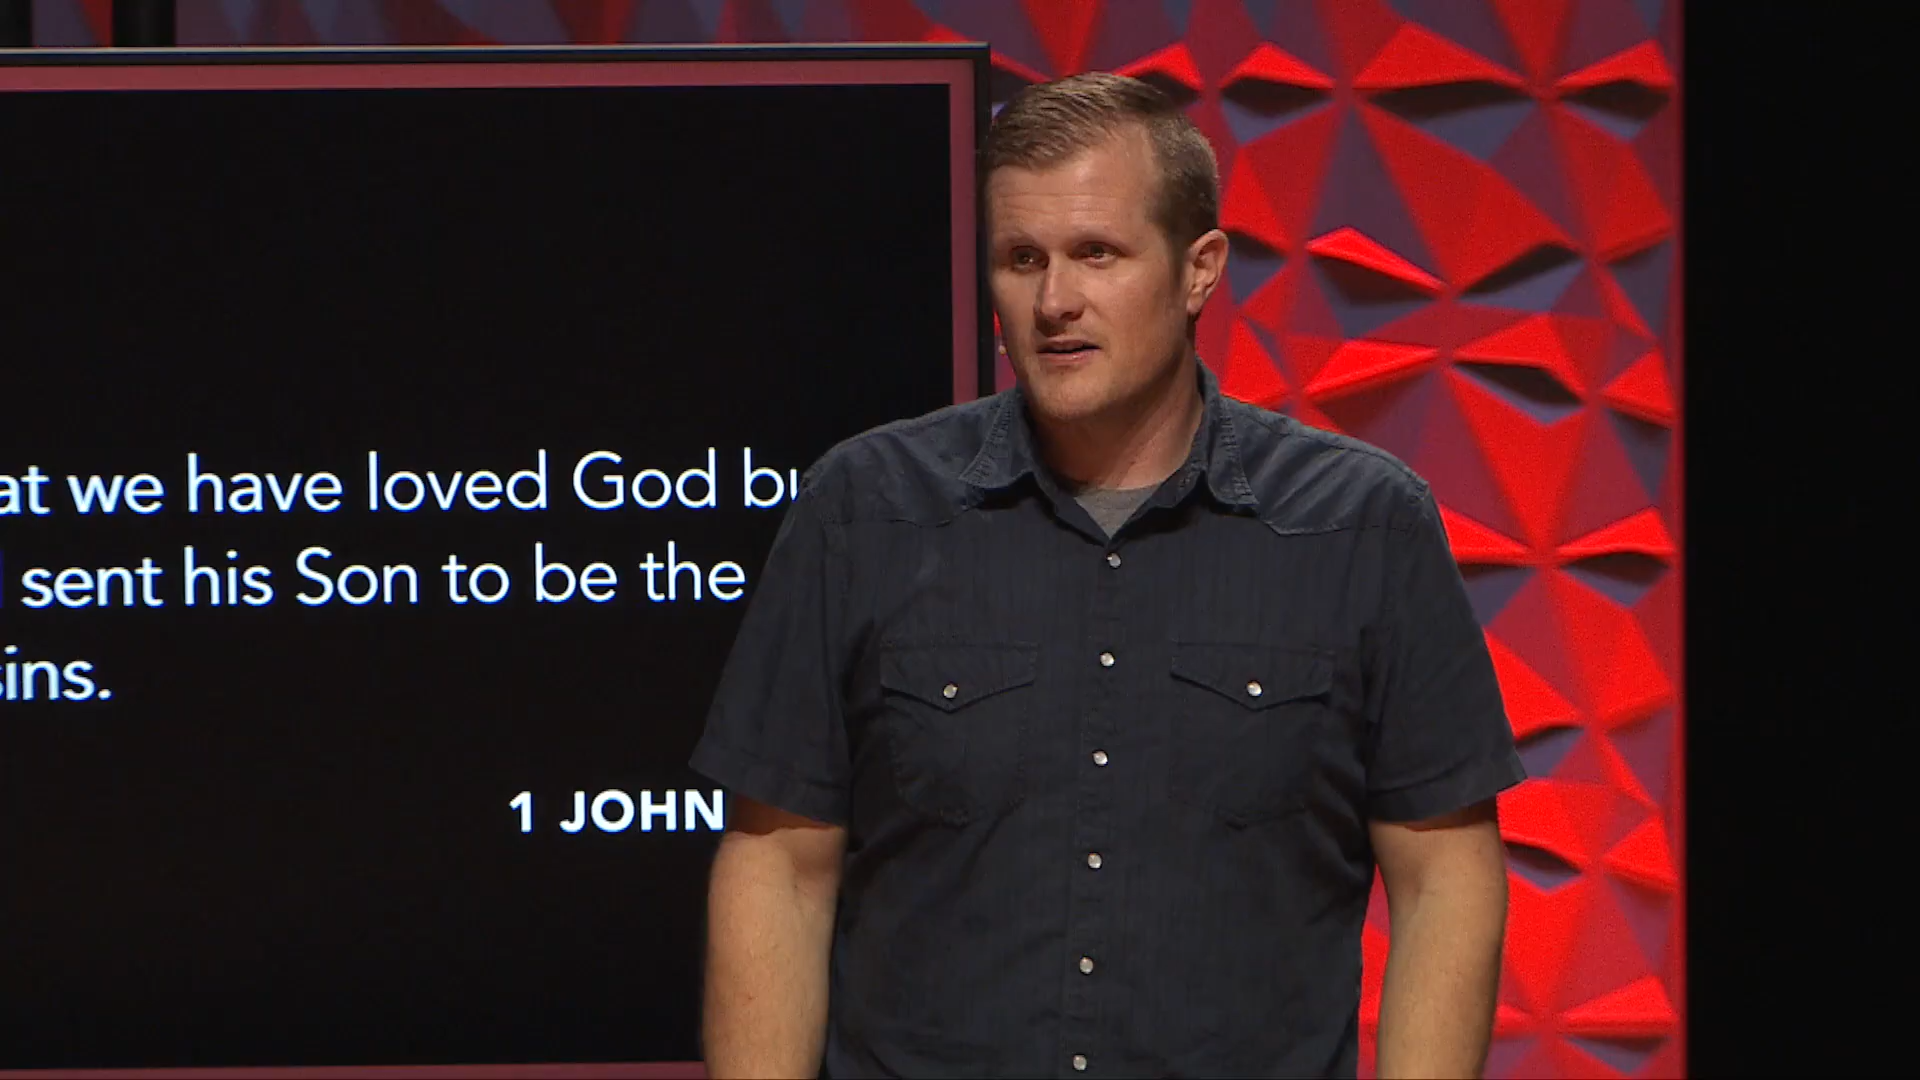 at we have loved God bu
sent his Son to be the
sins.
1 JOHN